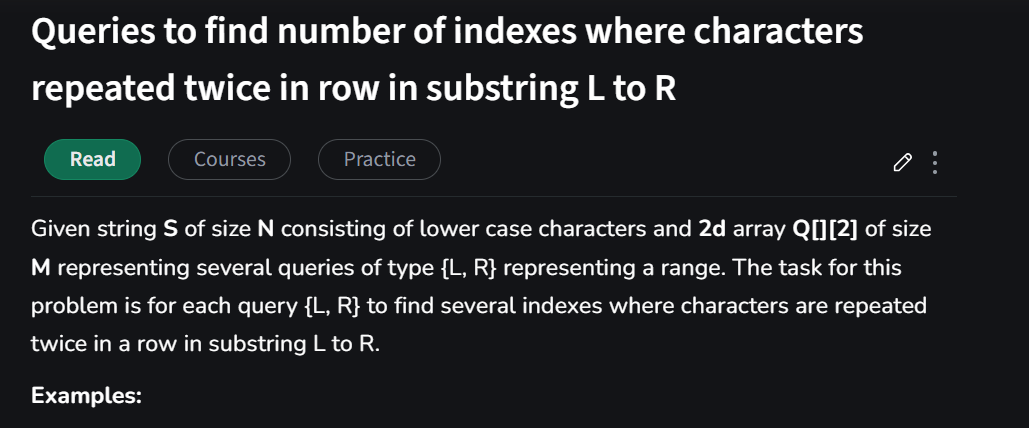 Queries to find number of indexes where characters
repeated twice in row in substring L to R
Read Courses Practice
Given string S of size N consisting of lower case characters and 2d array Q[][2] of size
M representing several queries of type {L, R} representing a range. The task for this
problem is for each query {L, R} to find several indexes where characters are repeated
twice in a row in substring L to R.
Examples: